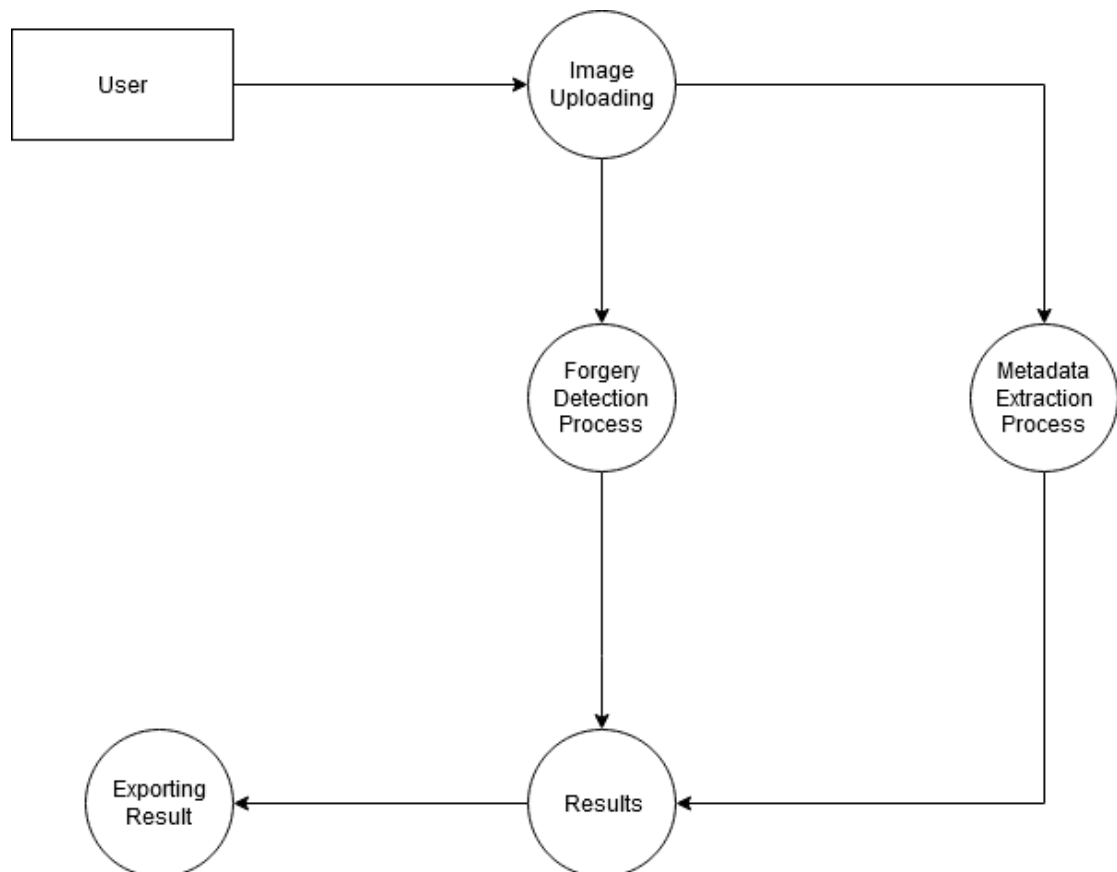 User
Image
Uploading
Forgery
Detection
Process
Metadata
Extraction
Process
Exporting
Result
Results